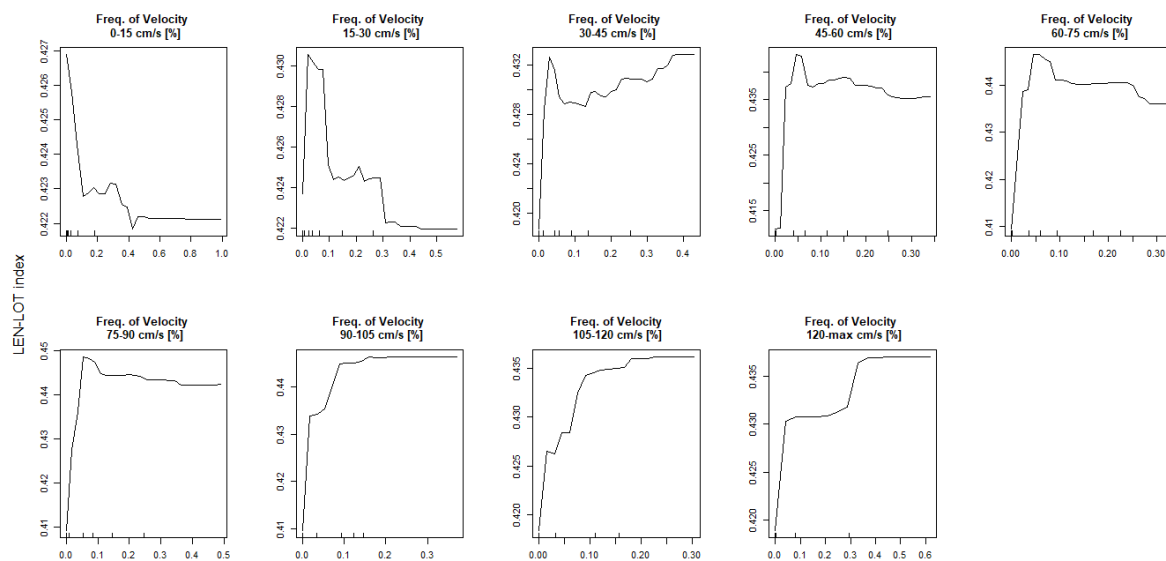 Freq. of Velocity
0-15 cm/s [%]
0.427
0.426
0.425
0.424
0.423
0.422
0.0 0.2 0.4 0.6 0.8 1.0
Freq. of Velocity
15-30 cm/s [%]
0.430
0.428
0.426
0.424
0.422
0.0 0.1 0.2 0.3 0.4 0.5
Freq. of Velocity
30-45 cm/s [%]
0.432
0.428
0.424
0.420
0.0 0.1 0.2 0.3 0.4
Freq. of Velocity
45-60 cm/s [%]
0.435
0.425
0.415
0.00 0.10 0.20 0.30
Freq. of Velocity
60-75 cm/s [%]
0.44
0.43
0.42
0.41
0.00 0.10 0.20 0.30
LEN-LOT index
Freq. of Velocity
75-90 cm/s [%]
0.45
0.44
0.43
0.42
0.41
0.0 0.1 0.2 0.3 0.4 0.5
Freq. of Velocity
90-105 cm/s [%]
0.44
0.43
0.42
0.41
0.0 0.1 0.2 0.3
Freq. of Velocity
105-120 cm/s [%]
0.435
0.430
0.425
0.420
0.00 0.10 0.20 0.30
Freq. of Velocity
120-max cm/s [%]
0.435
0.430
0.425
0.420
0.0 0.1 0.2 0.3 0.4 0.5 0.6